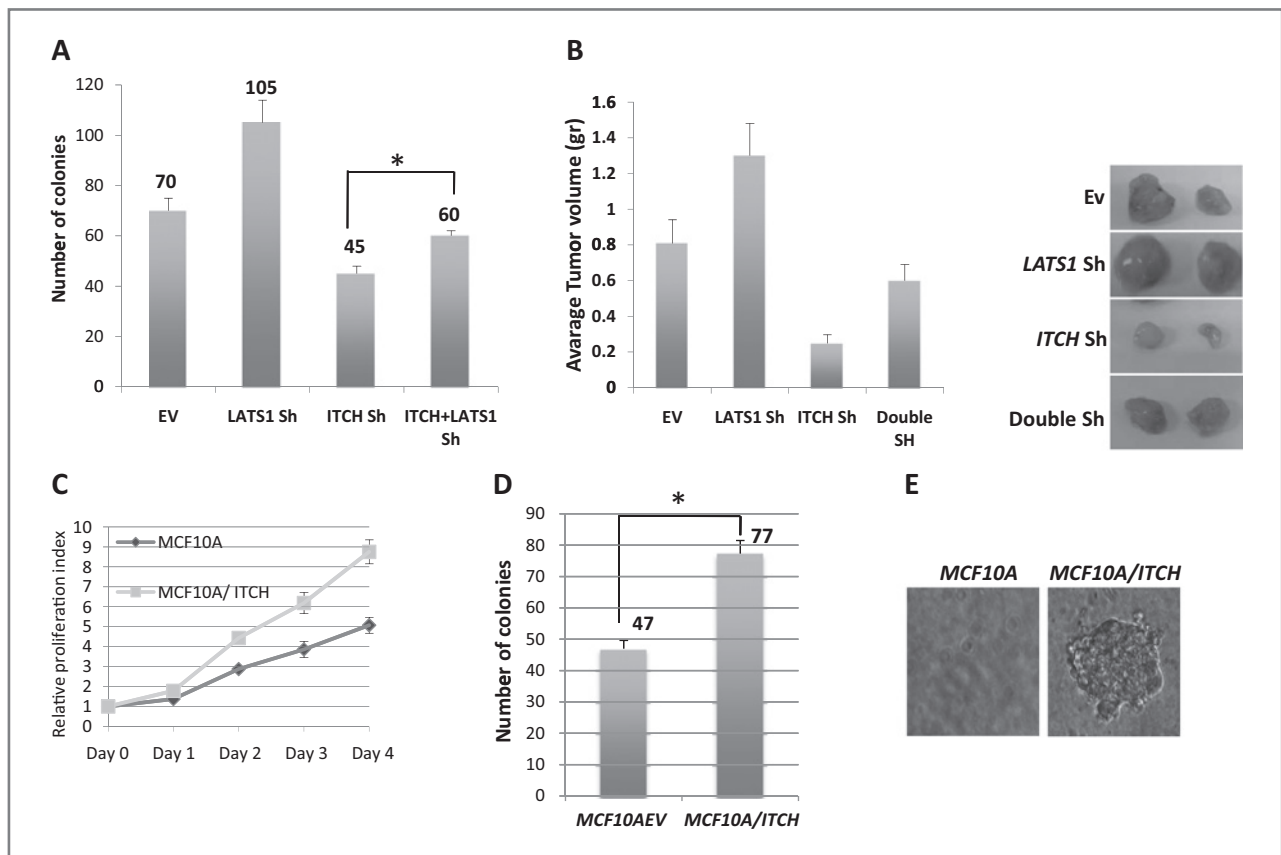 A
Number of colonies
120
100
80
60
40
20
0
70
105
45
60
*
EV
LATS1 Sh
ITCH Sh
ITCH+LATS1
Sh
B
Avarage Tumor volume (gr)
1.6
1.4
1.2
1
0.8
0.6
0.4
0.2
0
EV
LATS1 Sh
ITCH Sh
Double
SH
Ev
LATS1 Sh
ITCH Sh
Double Sh
C
Relative proliferation index
10
9
8
7
6
5
4
3
2
1
0
MCF10A
MCF10A/ ITCH
Day 0
Day 1
Day 2
Day 3
Day 4
D
Number of colonies
90
80
70
60
50
40
30
20
10
0
*
47
77
MCF10AEV
MCF10A/ITCH
E
MCF10A
MCF10A/ITCH